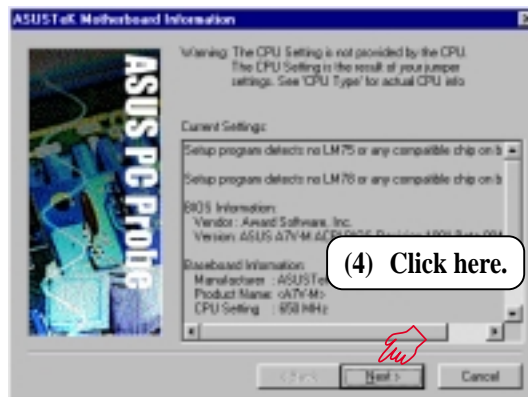 ASUSTeK Motherboard Information
ASUS PC Probe
Warning: The CPU Setting is not provided by the CPU.
The CPU Setting is the result of your jumper
settings. See 'CPU Type' for actual CPU info
Current Settings:
Setup program detects no LM75 or any compatible chip on b
Setup program detects no LM78 or any compatible chip on b
BIOS Information:
Vendor : Award Software, Inc.
Version: ASUS A7V-M ACPI BIOS Revision 1001 Beta 004
Baseboard Information:
Manufacturer : ASUSTe
Product Name: <A7V-M>
CPU Setting : 650 MHz
(4) Click here.
< Back
Next >
Cancel